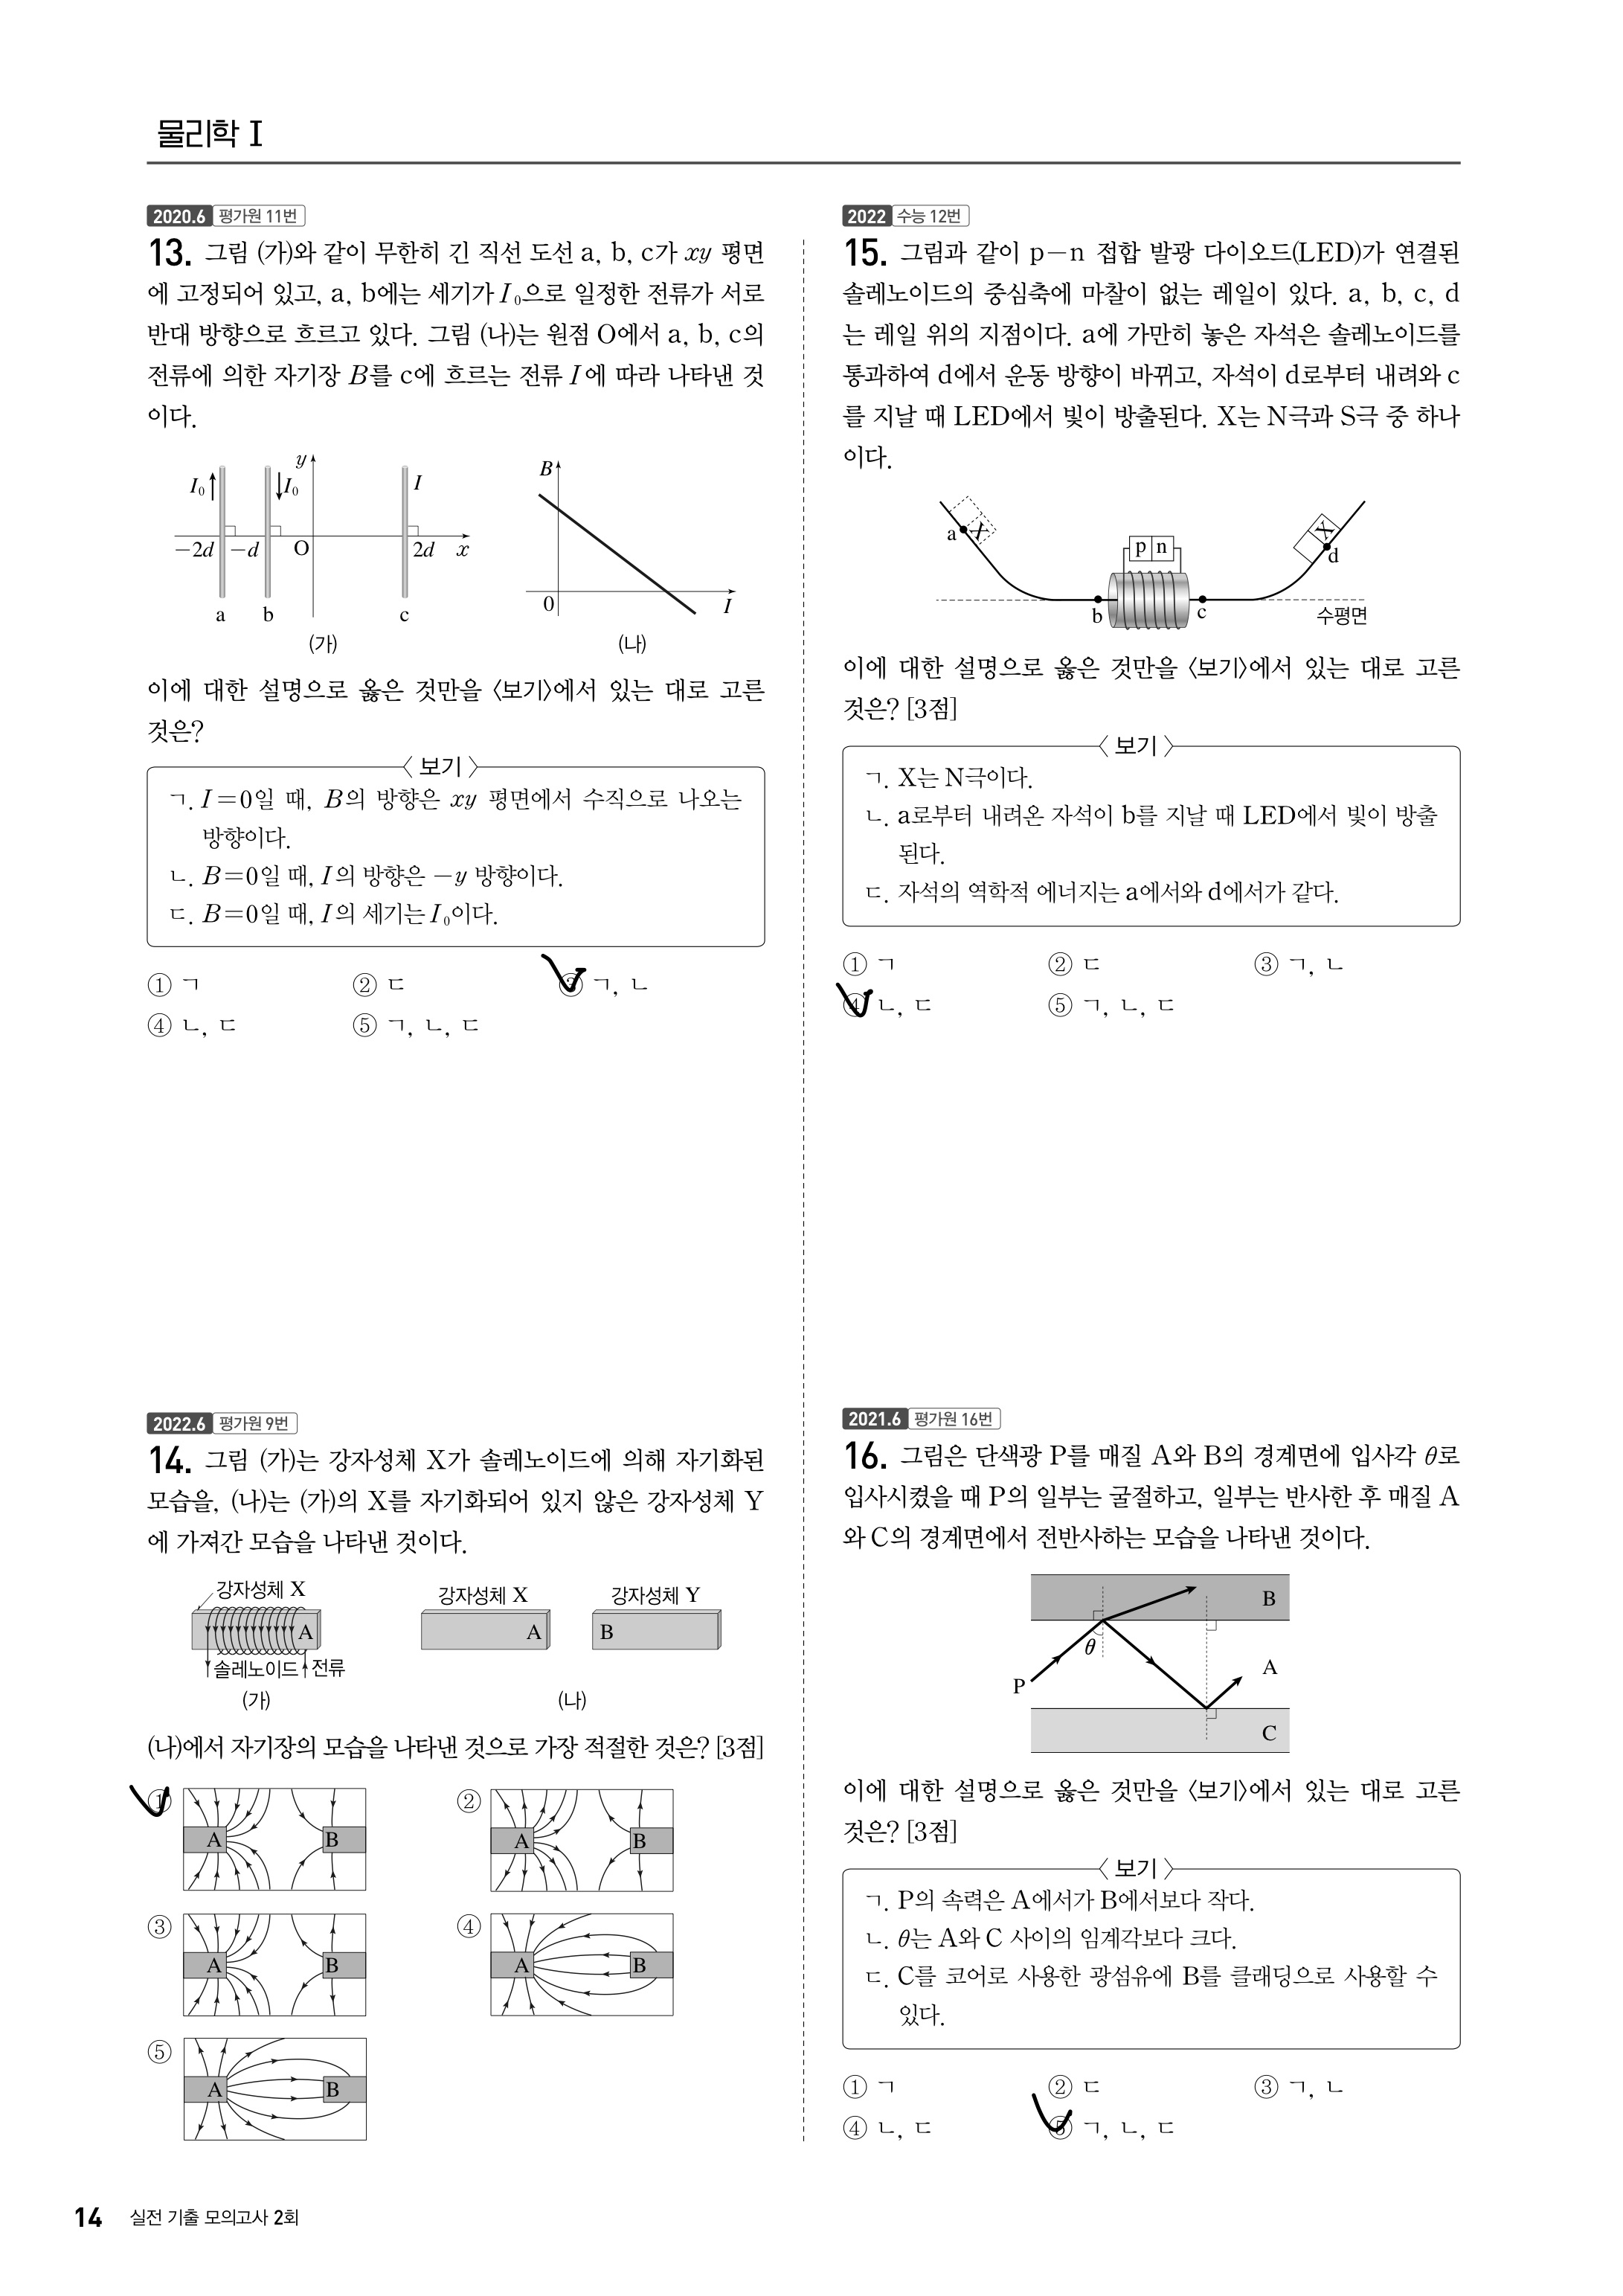 물리학 I
2020.6 평가원 11번
13. 그림 (가)와 같이 무한히 긴 직선 도선 a, b, c가 xy 평면
에 고정되어 있고, a, b에는 세기가 I₀으로 일정한 전류가 서로
반대 방향으로 흐르고 있다. 그림 (나)는 원점 O에서 a, b, c의
전류에 의한 자기장 B를 c에 흐르는 전류 I에 따라 나타낸 것
이다.
y
I₀
I₀
I
−2d
−d
O
2d
x
a
b
c
(가)
B
0
I
(나)
이에 대한 설명으로 옳은 것만을 〈보기〉에서 있는 대로 고른
것은?
〈 보기 〉
ㄱ. I=0일 때, B의 방향은 xy 평면에서 수직으로 나오는
방향이다.
ㄴ. B=0일 때, I의 방향은 −y 방향이다.
ㄷ. B=0일 때, I의 세기는 I₀이다.
① ㄱ ② ㄷ ③ ㄱ, ㄴ
④ ㄴ, ㄷ ⑤ ㄱ, ㄴ, ㄷ
2022.6 평가원 9번
14. 그림 (가)는 강자성체 X가 솔레노이드에 의해 자기화된
모습을, (나)는 (가)의 X를 자기화되어 있지 않은 강자성체 Y
에 가져간 모습을 나타낸 것이다.
강자성체 X
A
솔레노이드 전류
(가)
강자성체 X
강자성체 Y
A
B
(나)
(나)에서 자기장의 모습을 나타낸 것으로 가장 적절한 것은? [3점]
① A B
② A B
③ A B
④ A B
⑤ A B
2022 수능 12번
15. 그림과 같이 p−n 접합 발광 다이오드(LED)가 연결된
솔레노이드의 중심축에 마찰이 없는 레일이 있다. a, b, c, d
는 레일 위의 지점이다. a에 가만히 놓은 자석은 솔레노이드를
통과하여 d에서 운동 방향이 바뀌고, 자석이 d로부터 내려와 c
를 지날 때 LED에서 빛이 방출된다. X는 N극과 S극 중 하나
이다.
a
X
p n
X
d
b
c
수평면
이에 대한 설명으로 옳은 것만을 〈보기〉에서 있는 대로 고른
것은? [3점]
〈 보기 〉
ㄱ. X는 N극이다.
ㄴ. a로부터 내려온 자석이 b를 지날 때 LED에서 빛이 방출
된다.
ㄷ. 자석의 역학적 에너지는 a에서와 d에서가 같다.
① ㄱ ② ㄷ ③ ㄱ, ㄴ
④ ㄴ, ㄷ ⑤ ㄱ, ㄴ, ㄷ
2021.6 평가원 16번
16. 그림은 단색광 P를 매질 A와 B의 경계면에 입사각 θ로
입사시켰을 때 P의 일부는 굴절하고, 일부는 반사한 후 매질 A
와 C의 경계면에서 전반사하는 모습을 나타낸 것이다.
B
θ
A
P
C
이에 대한 설명으로 옳은 것만을 〈보기〉에서 있는 대로 고른
것은? [3점]
〈 보기 〉
ㄱ. P의 속력은 A에서가 B에서보다 작다.
ㄴ. θ는 A와 C 사이의 임계각보다 크다.
ㄷ. C를 코어로 사용한 광섬유에 B를 클래딩으로 사용할 수
있다.
① ㄱ ② ㄷ ③ ㄱ, ㄴ
④ ㄴ, ㄷ ⑤ ㄱ, ㄴ, ㄷ
14 실전 기출 모의고사 2회